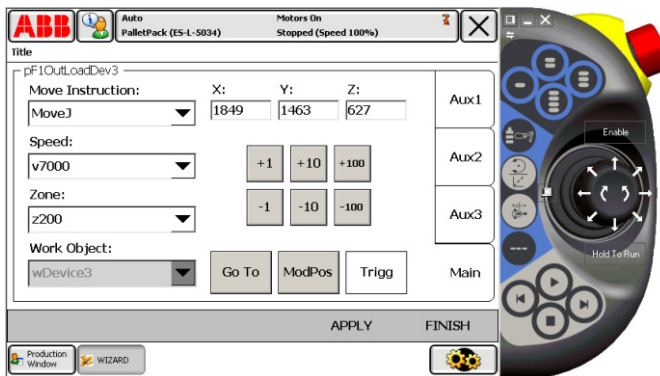 ABB
Auto
PalletPack (ES-L-S034)
Motors On
Stopped (Speed 100%)
Title
pF1OutLoadDev3
Move Instruction:
MoveJ
Speed:
v7000
Zone:
z200
Work Object:
wDevice3
X: Y: Z:
1849 1463 627
+1 +10 +100
-1 -10 -100
Go To ModPos Trigg
Aux1
Aux2
Aux3
Main
APPLY FINISH
Production
Window
WIZARD
Enable
Hold To Run